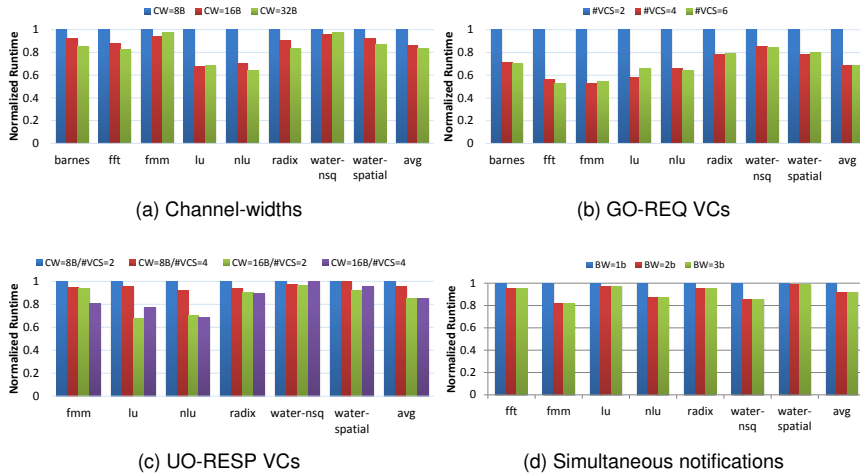 CW=8B CW=16B CW=32B
Normalized Runtime
1
0.8
0.6
0.4
0.2
0
barnes fft fmm lu nlu radix water-nsq water-spatial avg
(a) Channel-widths
#VCS=2 #VCS=4 #VCS=6
Normalized Runtime
1
0.8
0.6
0.4
0.2
0
barnes fft fmm lu nlu radix water-nsq water-spatial avg
(b) GO-REQ VCs
CW=8B/#VCS=2 CW=8B/#VCS=4 CW=16B/#VCS=2 CW=16B/#VCS=4
Normalized Runtime
1
0.8
0.6
0.4
0.2
0
fmm lu nlu radix water-nsq water-spatial avg
(c) UO-RESP VCs
BW=1b BW=2b BW=3b
Normalized Runtime
1
0.8
0.6
0.4
0.2
0
fft fmm lu nlu radix water-nsq water-spatial avg
(d) Simultaneous notifications